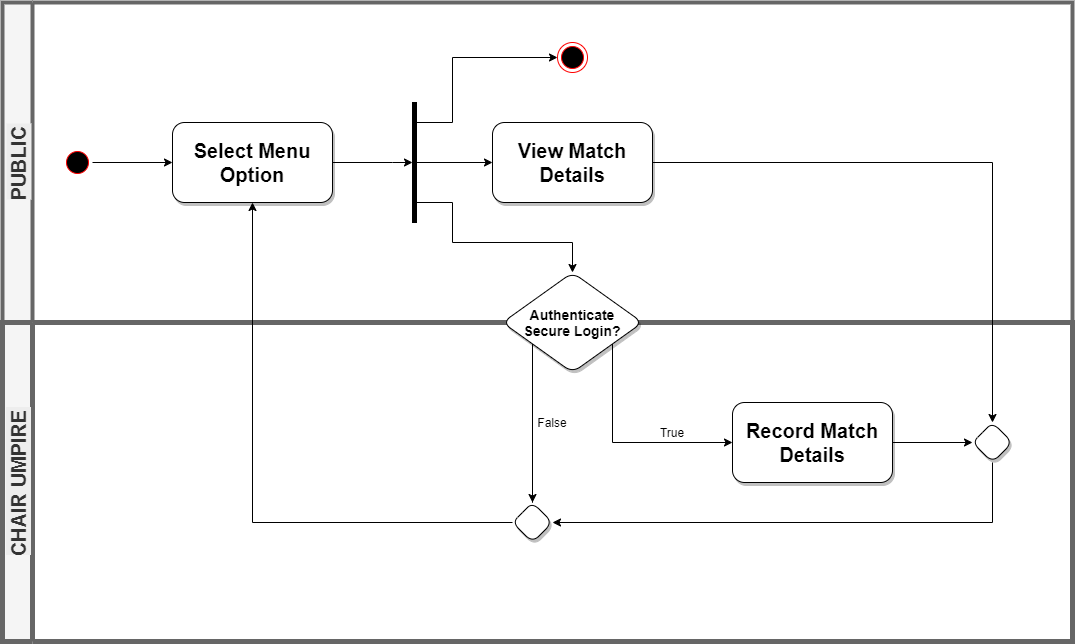 PUBLIC
Select Menu
Option
View Match
Details
Authenticate
Secure Login?
CHAIR UMPIRE
False
True
Record Match
Details